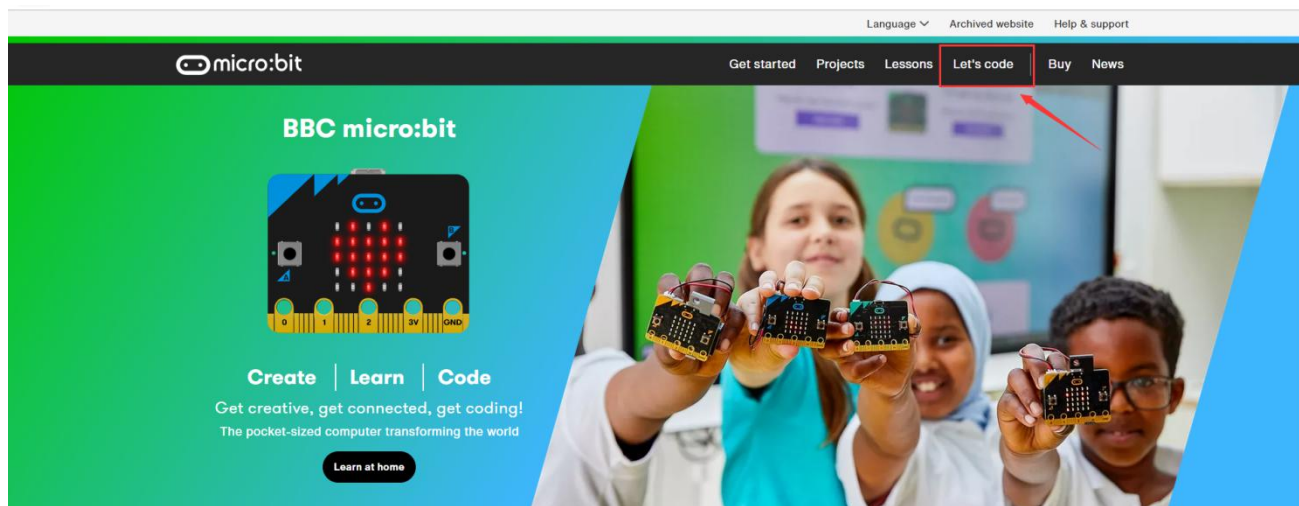 Language Archived website Help & support
micro:bit Get started Projects Lessons Let's code Buy News
BBC micro:bit
B
A
0 1 2 3V GND
Create Learn Code
Get creative, get connected, get coding!
The pocket-sized computer transforming the world
Learn at home